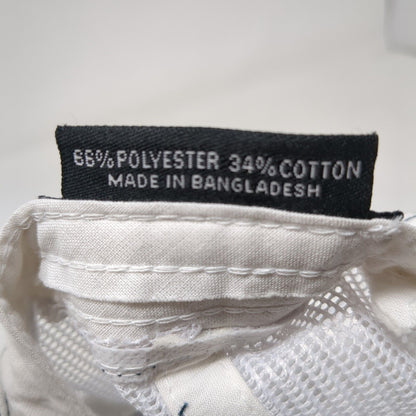 66% POLYESTER 34% COTTON
MADE IN BANGLADESH